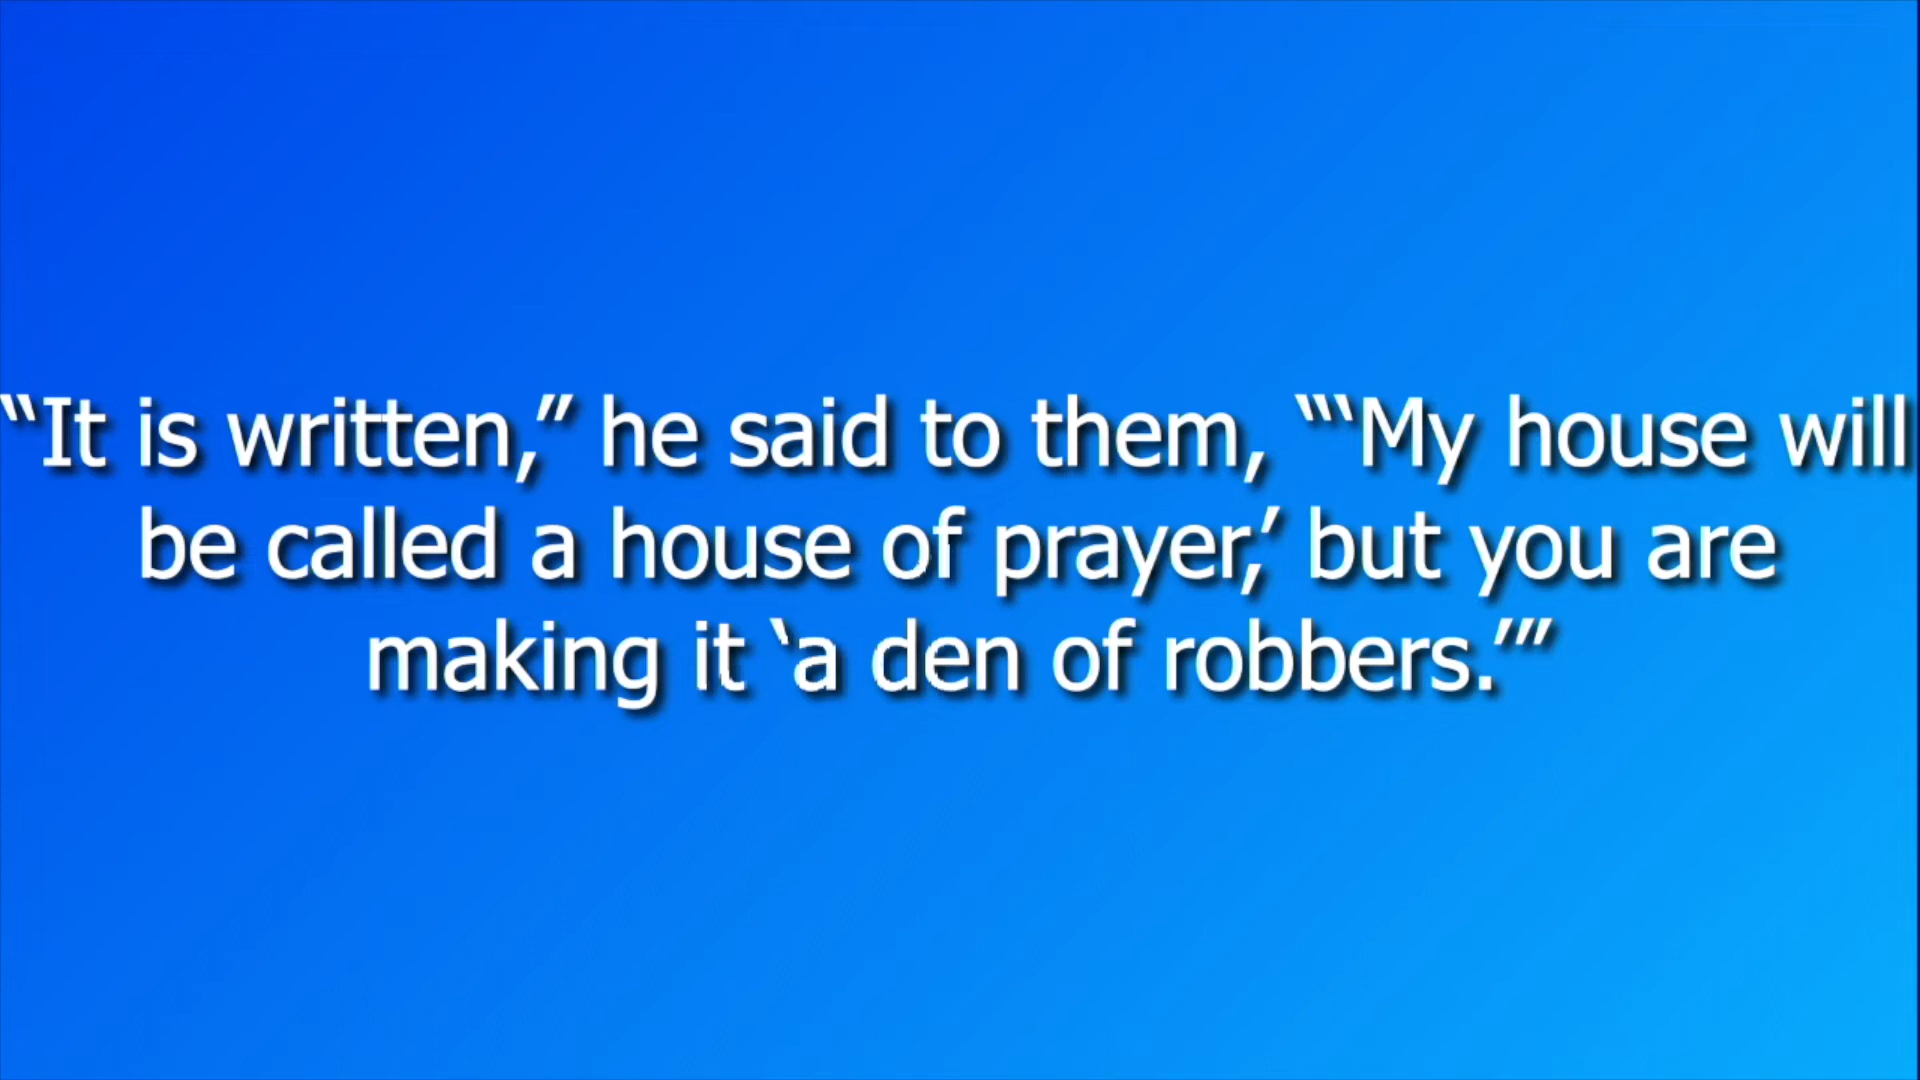 “It is written,” he said to them, “‘My house will
be called a house of prayer,’ but you are
making it ‘a den of robbers.’”